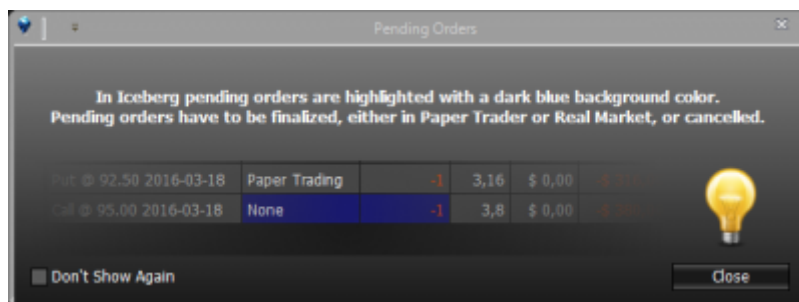 Pending Orders
In Iceberg pending orders are highlighted with a dark blue background color.
Pending orders have to be finalized, either in Paper Trader or Real Market, or cancelled.
Put @ 92.50 2016-03-18 Paper Trading -1 3,16 $ 0,00
Call @ 95.00 2016-03-18 None -1 3,8 $ 0,00
Don't Show Again
Close